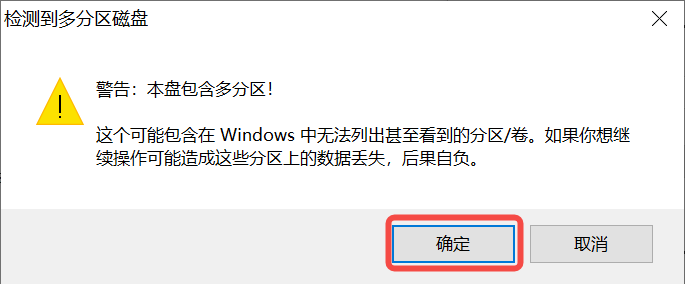 检测到多分区磁盘
警告：本盘包含多分区！
这个可能包含在 Windows 中无法列出甚至看到的分区/卷。如果你想继
续操作可能造成这些分区上的数据丢失，后果自负。
确定
取消